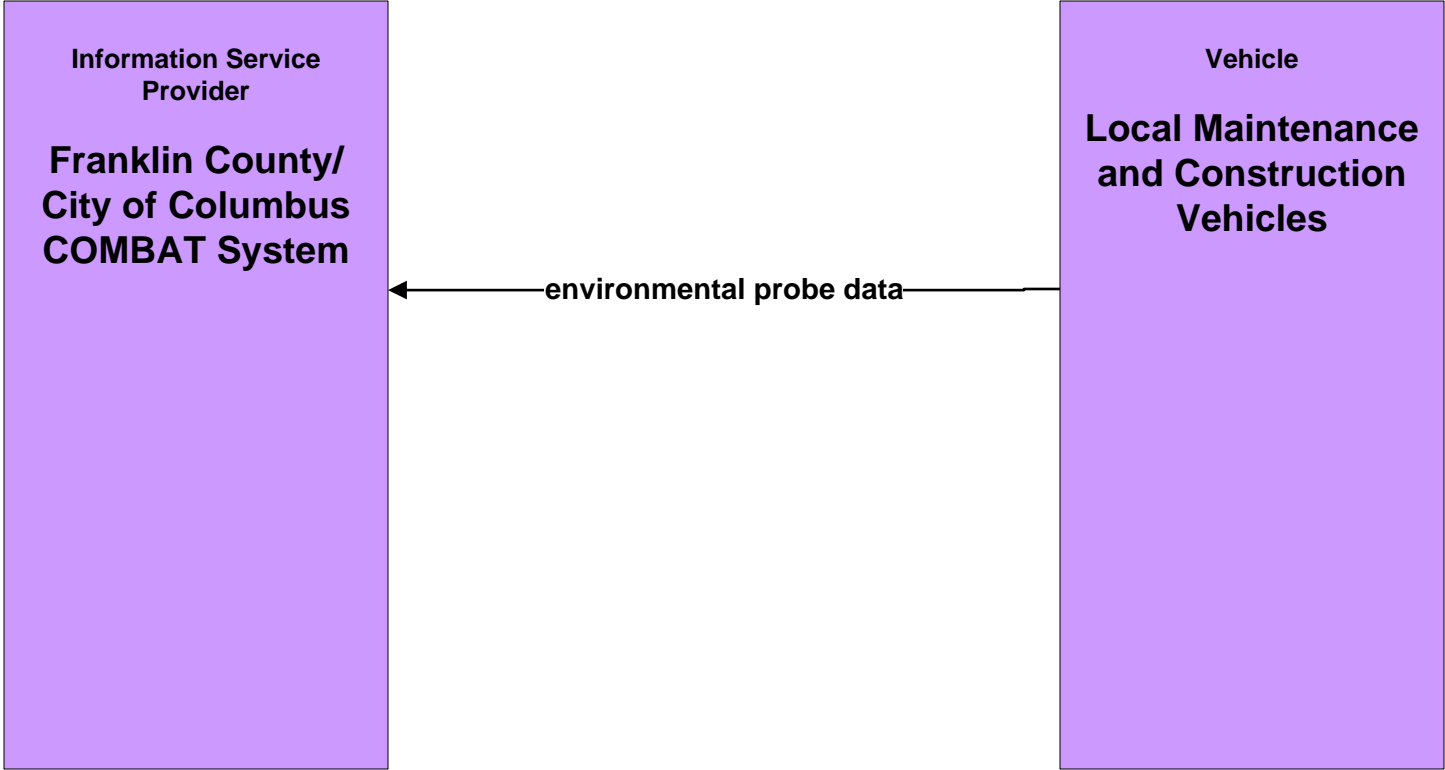 Information Service
Provider
Franklin County/
City of Columbus
COMBAT System
environmental probe data
Vehicle
Local Maintenance
and Construction
Vehicles